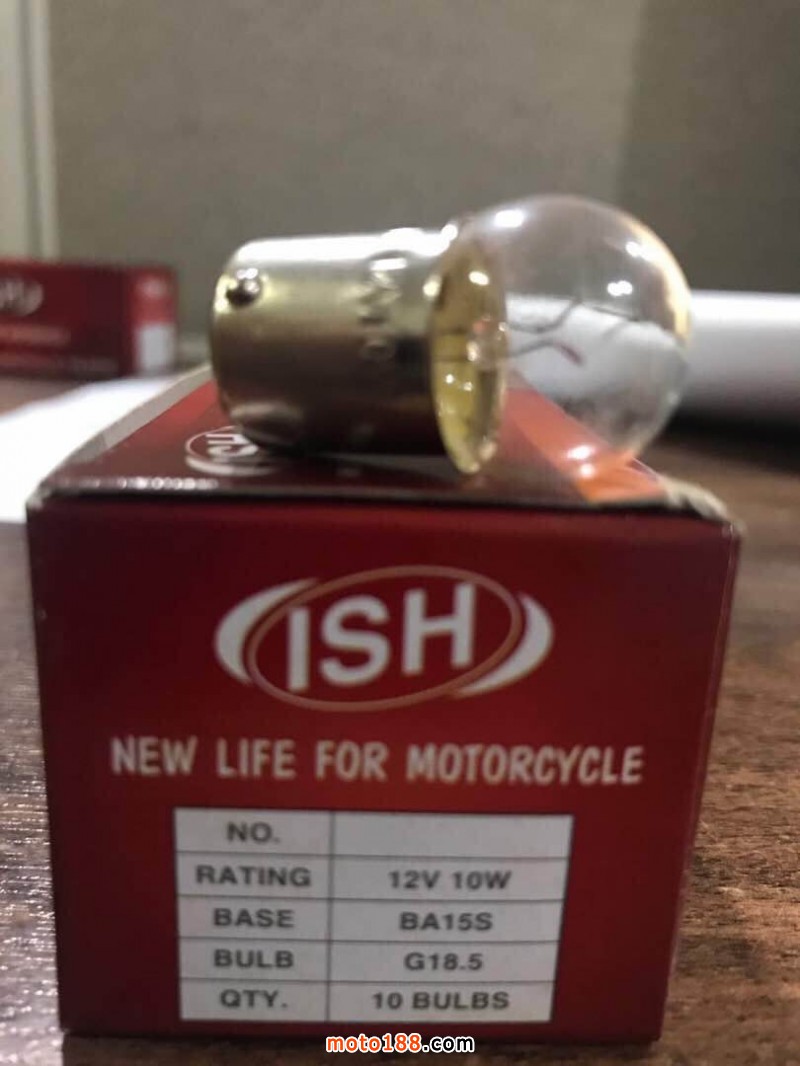 ISH
NEW LIFE FOR MOTORCYCLE
NO.
RATING 12V 10W
BASE BA15S
BULB G18.5
QTY. 10 BULBS
moto188.com